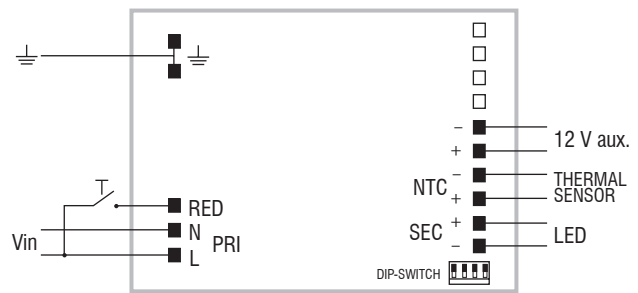 − 12 V aux.
+
− THERMAL
NTC
+ SENSOR
RED
+
SEC LED
−
N
Vin PRI
L
DIP-SWITCH